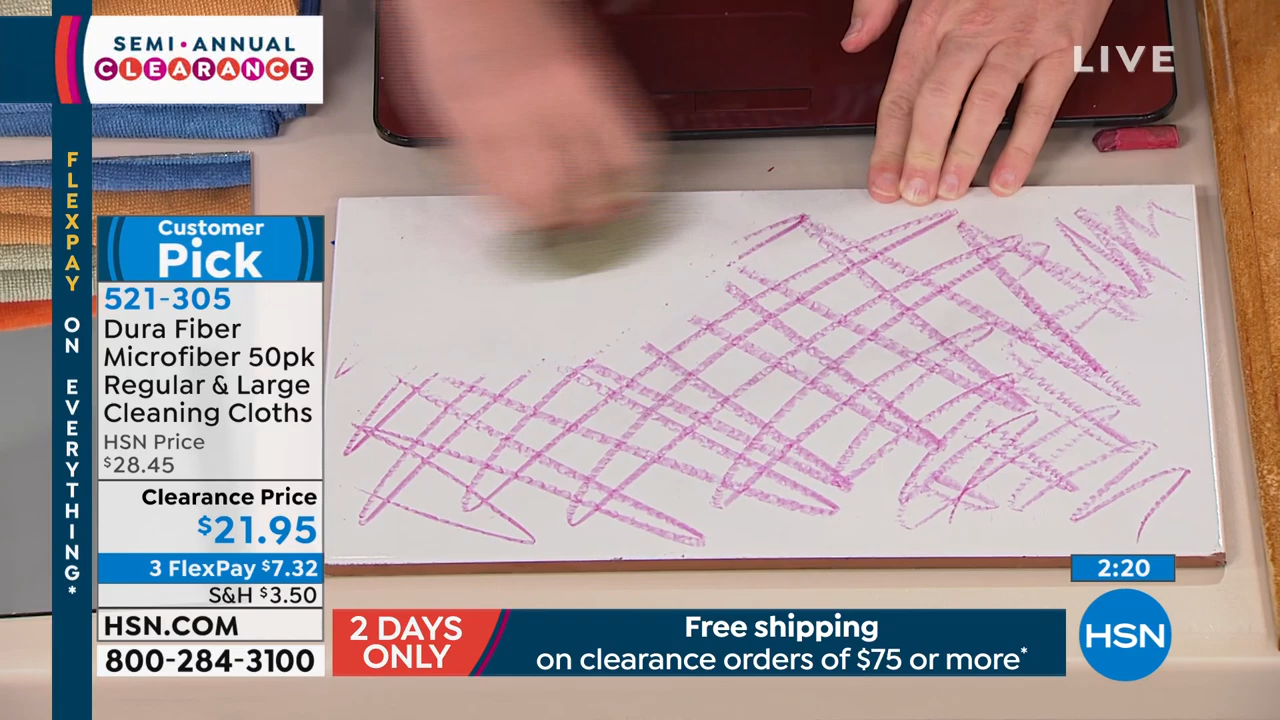 SEMI•ANNUAL
CLEARANCE
LIVE
FLEXPAY ON EVERYTHING*
Customer
Pick
521-305
Dura Fiber
Microfiber 50pk
Regular & Large
Cleaning Cloths
HSN Price
$28.45
Clearance Price
$21.95
3 FlexPay $7.32
S&H $3.50
HSN.COM
800-284-3100
2 DAYS
ONLY
Free shipping
on clearance orders of $75 or more*
2:20
HSN